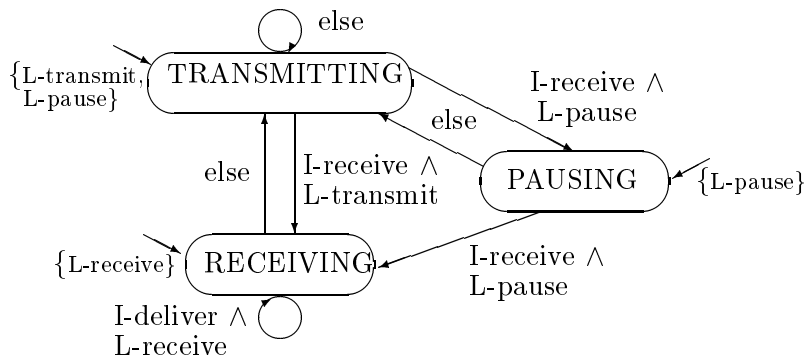 else
{L-transmit,
L-pause}
TRANSMITTING
I-receive ∧
L-pause
else
else
I-receive ∧
L-transmit
PAUSING
{L-pause}
{L-receive}
RECEIVING
I-receive ∧
L-pause
I-deliver ∧
L-receive